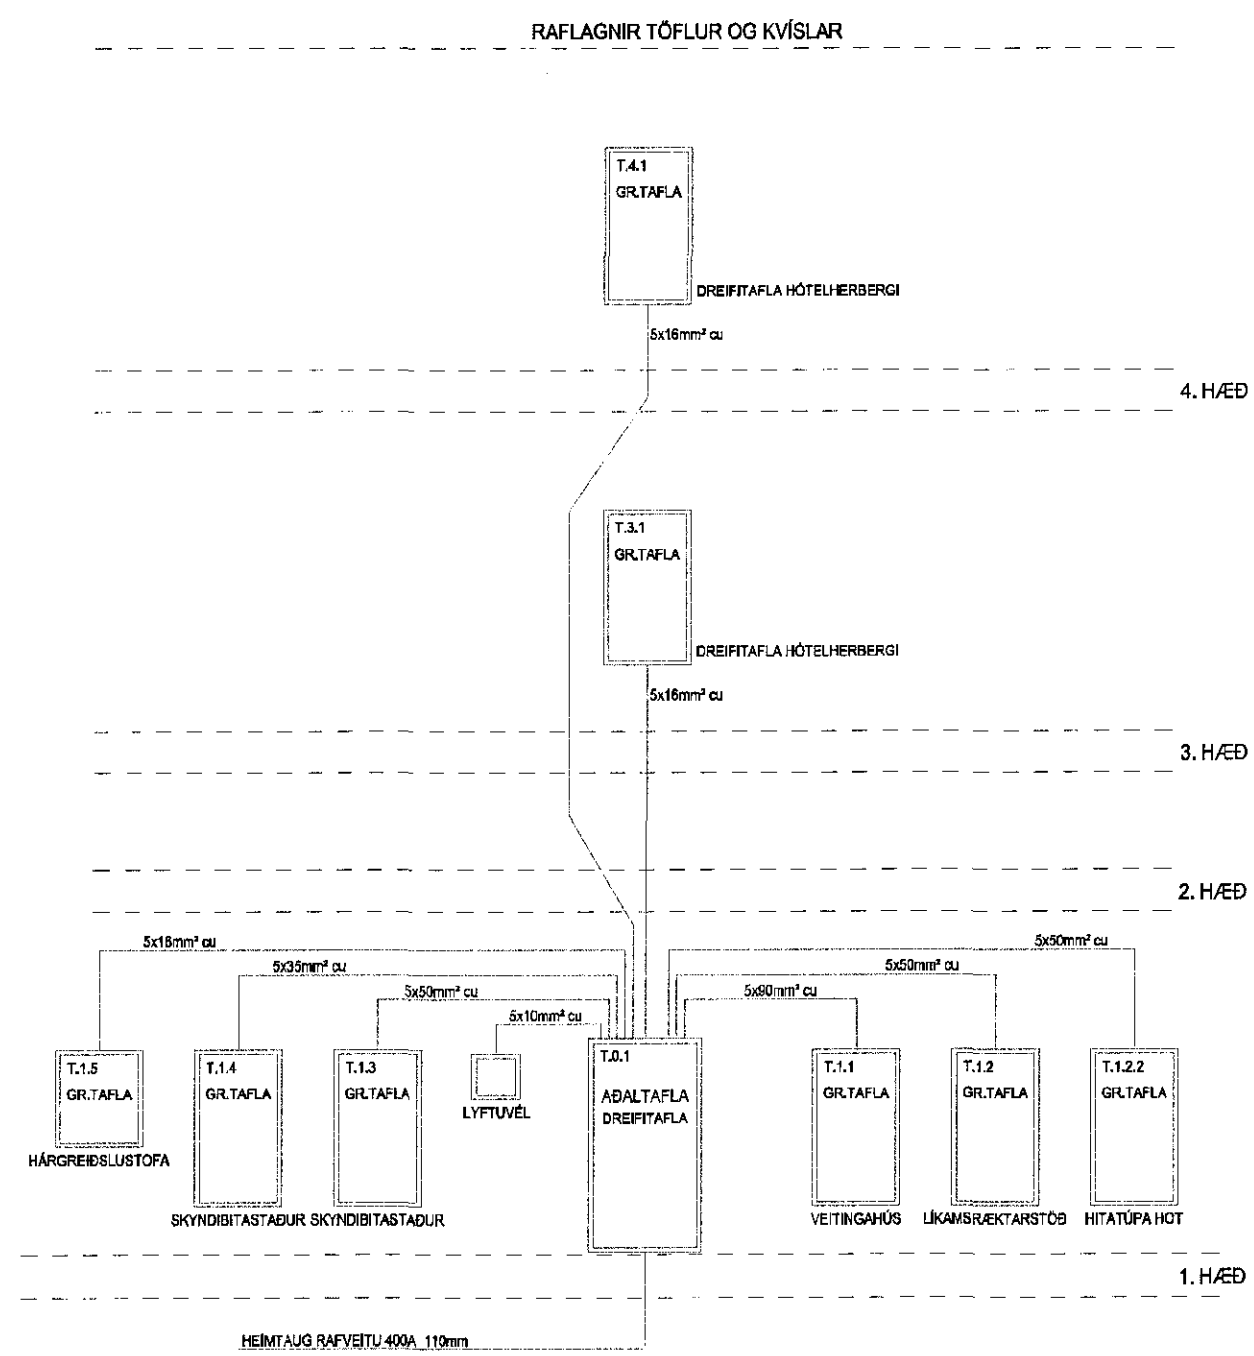 RAFLAGNIR TÖFLUR OG KVÍSLAR
T.4.1
GR.TAFLA
DREIFITAFLA HÓTELHERBERGI
5x16mm² cu
4. HÆÐ
T.3.1
GR.TAFLA
DREIFITAFLA HÓTELHERBERGI
5x16mm² cu
3. HÆÐ
2. HÆÐ
5x16mm² cu
5x35mm² cu
5x50mm² cu
5x10mm² cu
5x90mm² cu
5x50mm² cu
5x50mm² cu
T.1.5
GR.TAFLA
HÁRGREIÐSLUSTOFA
T.1.4
GR.TAFLA
SKYNDIBITASTAÐUR
T.1.3
GR.TAFLA
SKYNDIBITASTAÐUR
LYFTUVÉL
T.0.1
AÐALTAFLA
DREIFITAFLA
T.1.1
GR.TAFLA
VEITINGAHÚS
T.1.2
GR.TAFLA
LÍKAMSRÆKTARSTÖÐ
T.1.2.2
GR.TAFLA
HITATÚPA HOT
1. HÆÐ
HEIMTAUG RAFVEITU 400A 110mm